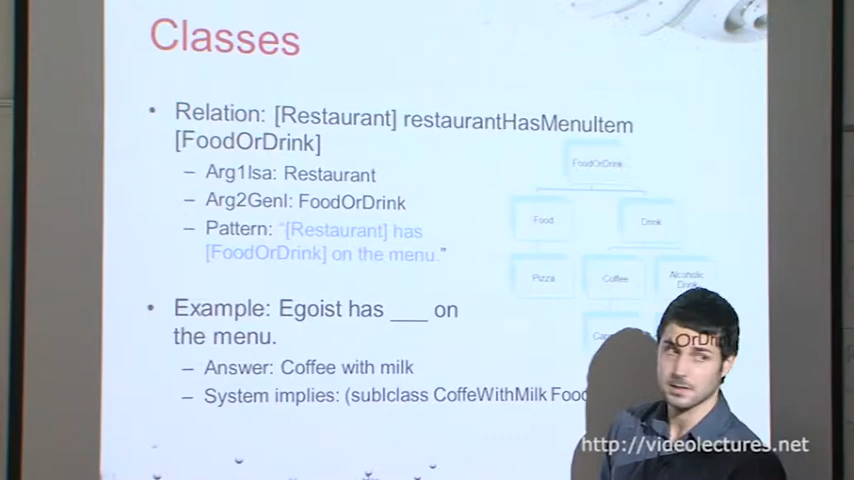 Classes
• Relation: [Restaurant] restaurantHasMenuItem
[FoodOrDrink]
– Arg1Isa: Restaurant
– Arg2Genl: FoodOrDrink
– Pattern: "[Restaurant] has
[FoodOrDrink] on the menu."
• Example: Egoist has ___ on
the menu.
– Answer: Coffee with milk
– System implies: (sublclass CoffeWithMilk Food
OrDrin
FoodOrDrink
Food
Drink
Pizza
Coffee
Alcoholic
Drink
http://videolectures.net